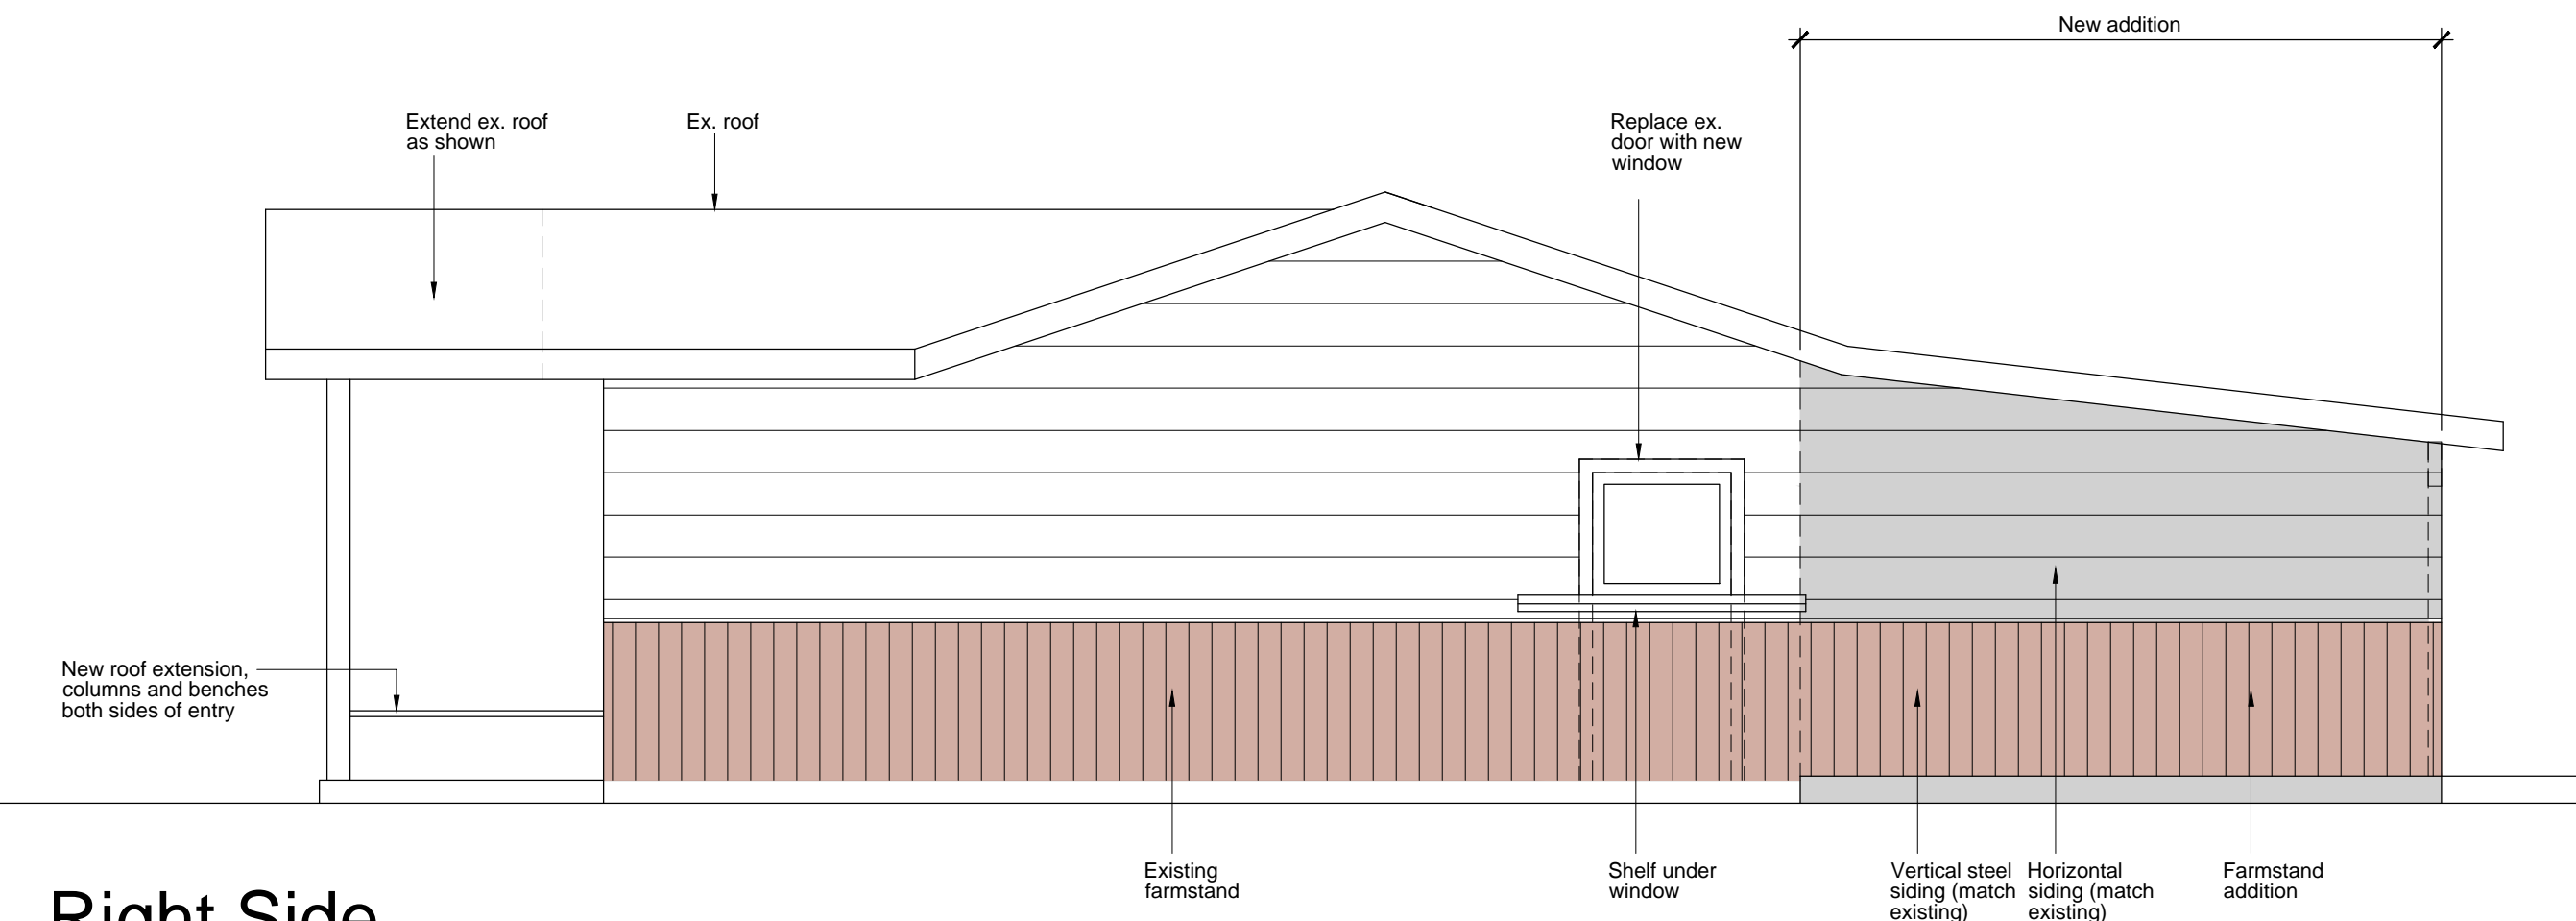 New addition
Extend ex. roof
as shown
Ex. roof
Replace ex.
door with new
window
New roof extension,
columns and benches
both sides of entry
Existing
farmstand
Shelf under
window
Vertical steel
siding (match
existing)
Horizontal
siding (match
existing)
Farmstand
addition
Right Side